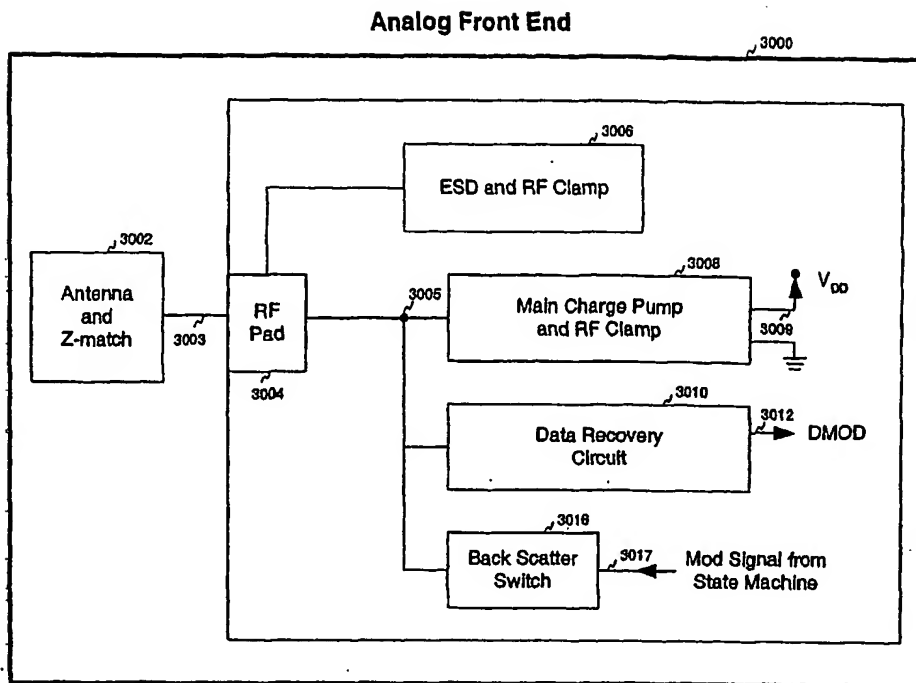 Analog Front End
3000
3006
ESD and RF Clamp
3002
Antenna
and
Z-match
3003
RF
Pad
3004
3005
3008
Main Charge Pump
and RF Clamp
VDD
3009
3010
Data Recovery
Circuit
3012
DMOD
3016
Back Scatter
Switch
3017
Mod Signal from
State Machine